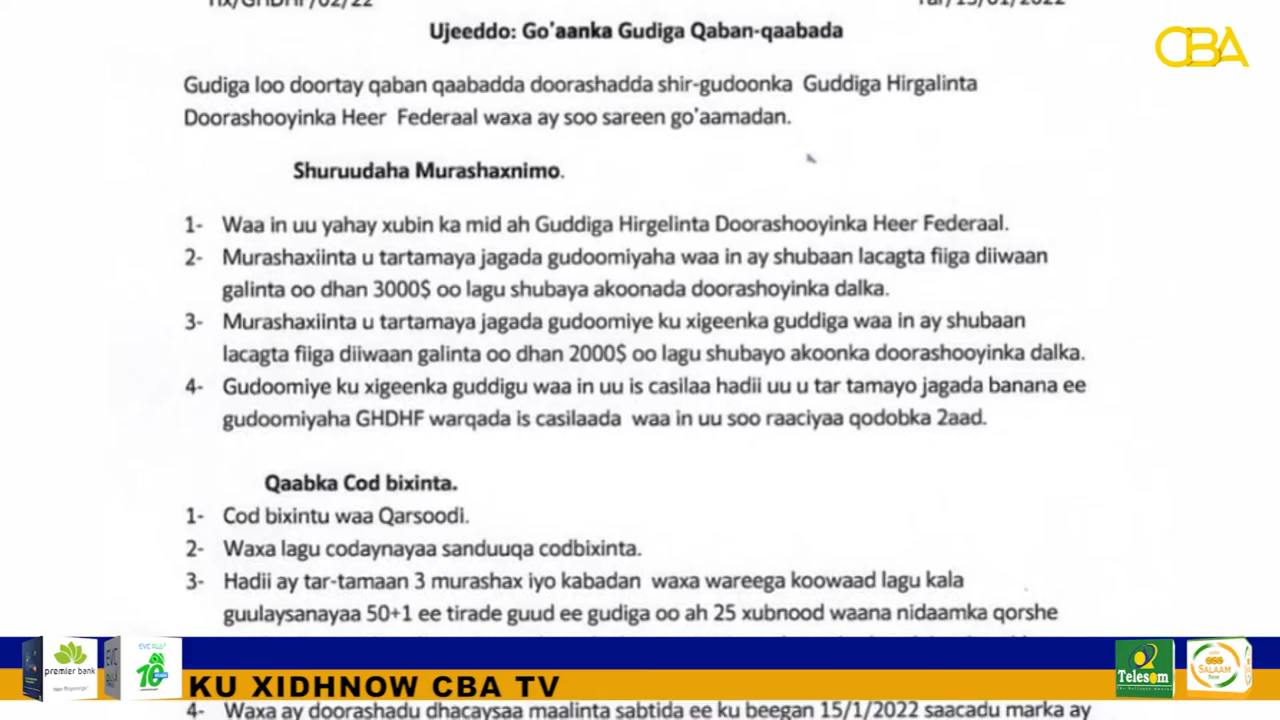 Ujeeddo: Go'aanka Gudiga Qaban-qaabada
CBA
Gudiga loo doortay qaban qaabadda doorashadda shir-gudoonka Guddiga Hirgalinta
Doorashooyinka Heer Federaal waxa ay soo sareen go'aamadan.
Shuruudaha Murashaxnimo.
1- Waa in uu yahay xubin ka mid ah Guddiga Hirgelinta Doorashooyinka Heer Federaal.
2- Murashaxiinta u tartamaya jagada gudoomiyaha waa in ay shubaan lacagta fiiga diiwaan
galinta oo dhan 3000$ oo lagu shubaya akoonada doorashoyinka dalka.
3- Murashaxiinta u tartamaya jagada gudoomiye ku xigeenka guddiga waa in ay shubaan
lacagta fiiga diiwaan galinta oo dhan 2000$ oo lagu shubayo akoonka doorashooyinka dalka.
4- Gudoomiye ku xigeenka guddigu waa in uu is casilaa hadii uu u tar tamayo jagada banana ee
gudoomiyaha GHDHF warqada is casilaada waa in uu soo raaciyaa qodobka 2aad.
Qaabka Cod bixinta.
1- Cod bixintu waa Qarsoodi.
2- Waxa lagu codaynayaa sanduuqa codbixinta.
3- Hadii ay tar-tamaan 3 murashax iyo kabadan waxa wareega koowaad lagu kala
guulaysanayaa 50+1 ee tirade guud ee gudiga oo ah 25 xubnood waana nidaamka qorshe
premier bank
EVC PLUS
10
Telesom
SALAAM
KU XIDHNOW CBA TV
4- Waxa ay doorashadu dhacaysaa maalinta sabtida ee ku beegan 15/1/2022 saacadu marka ay